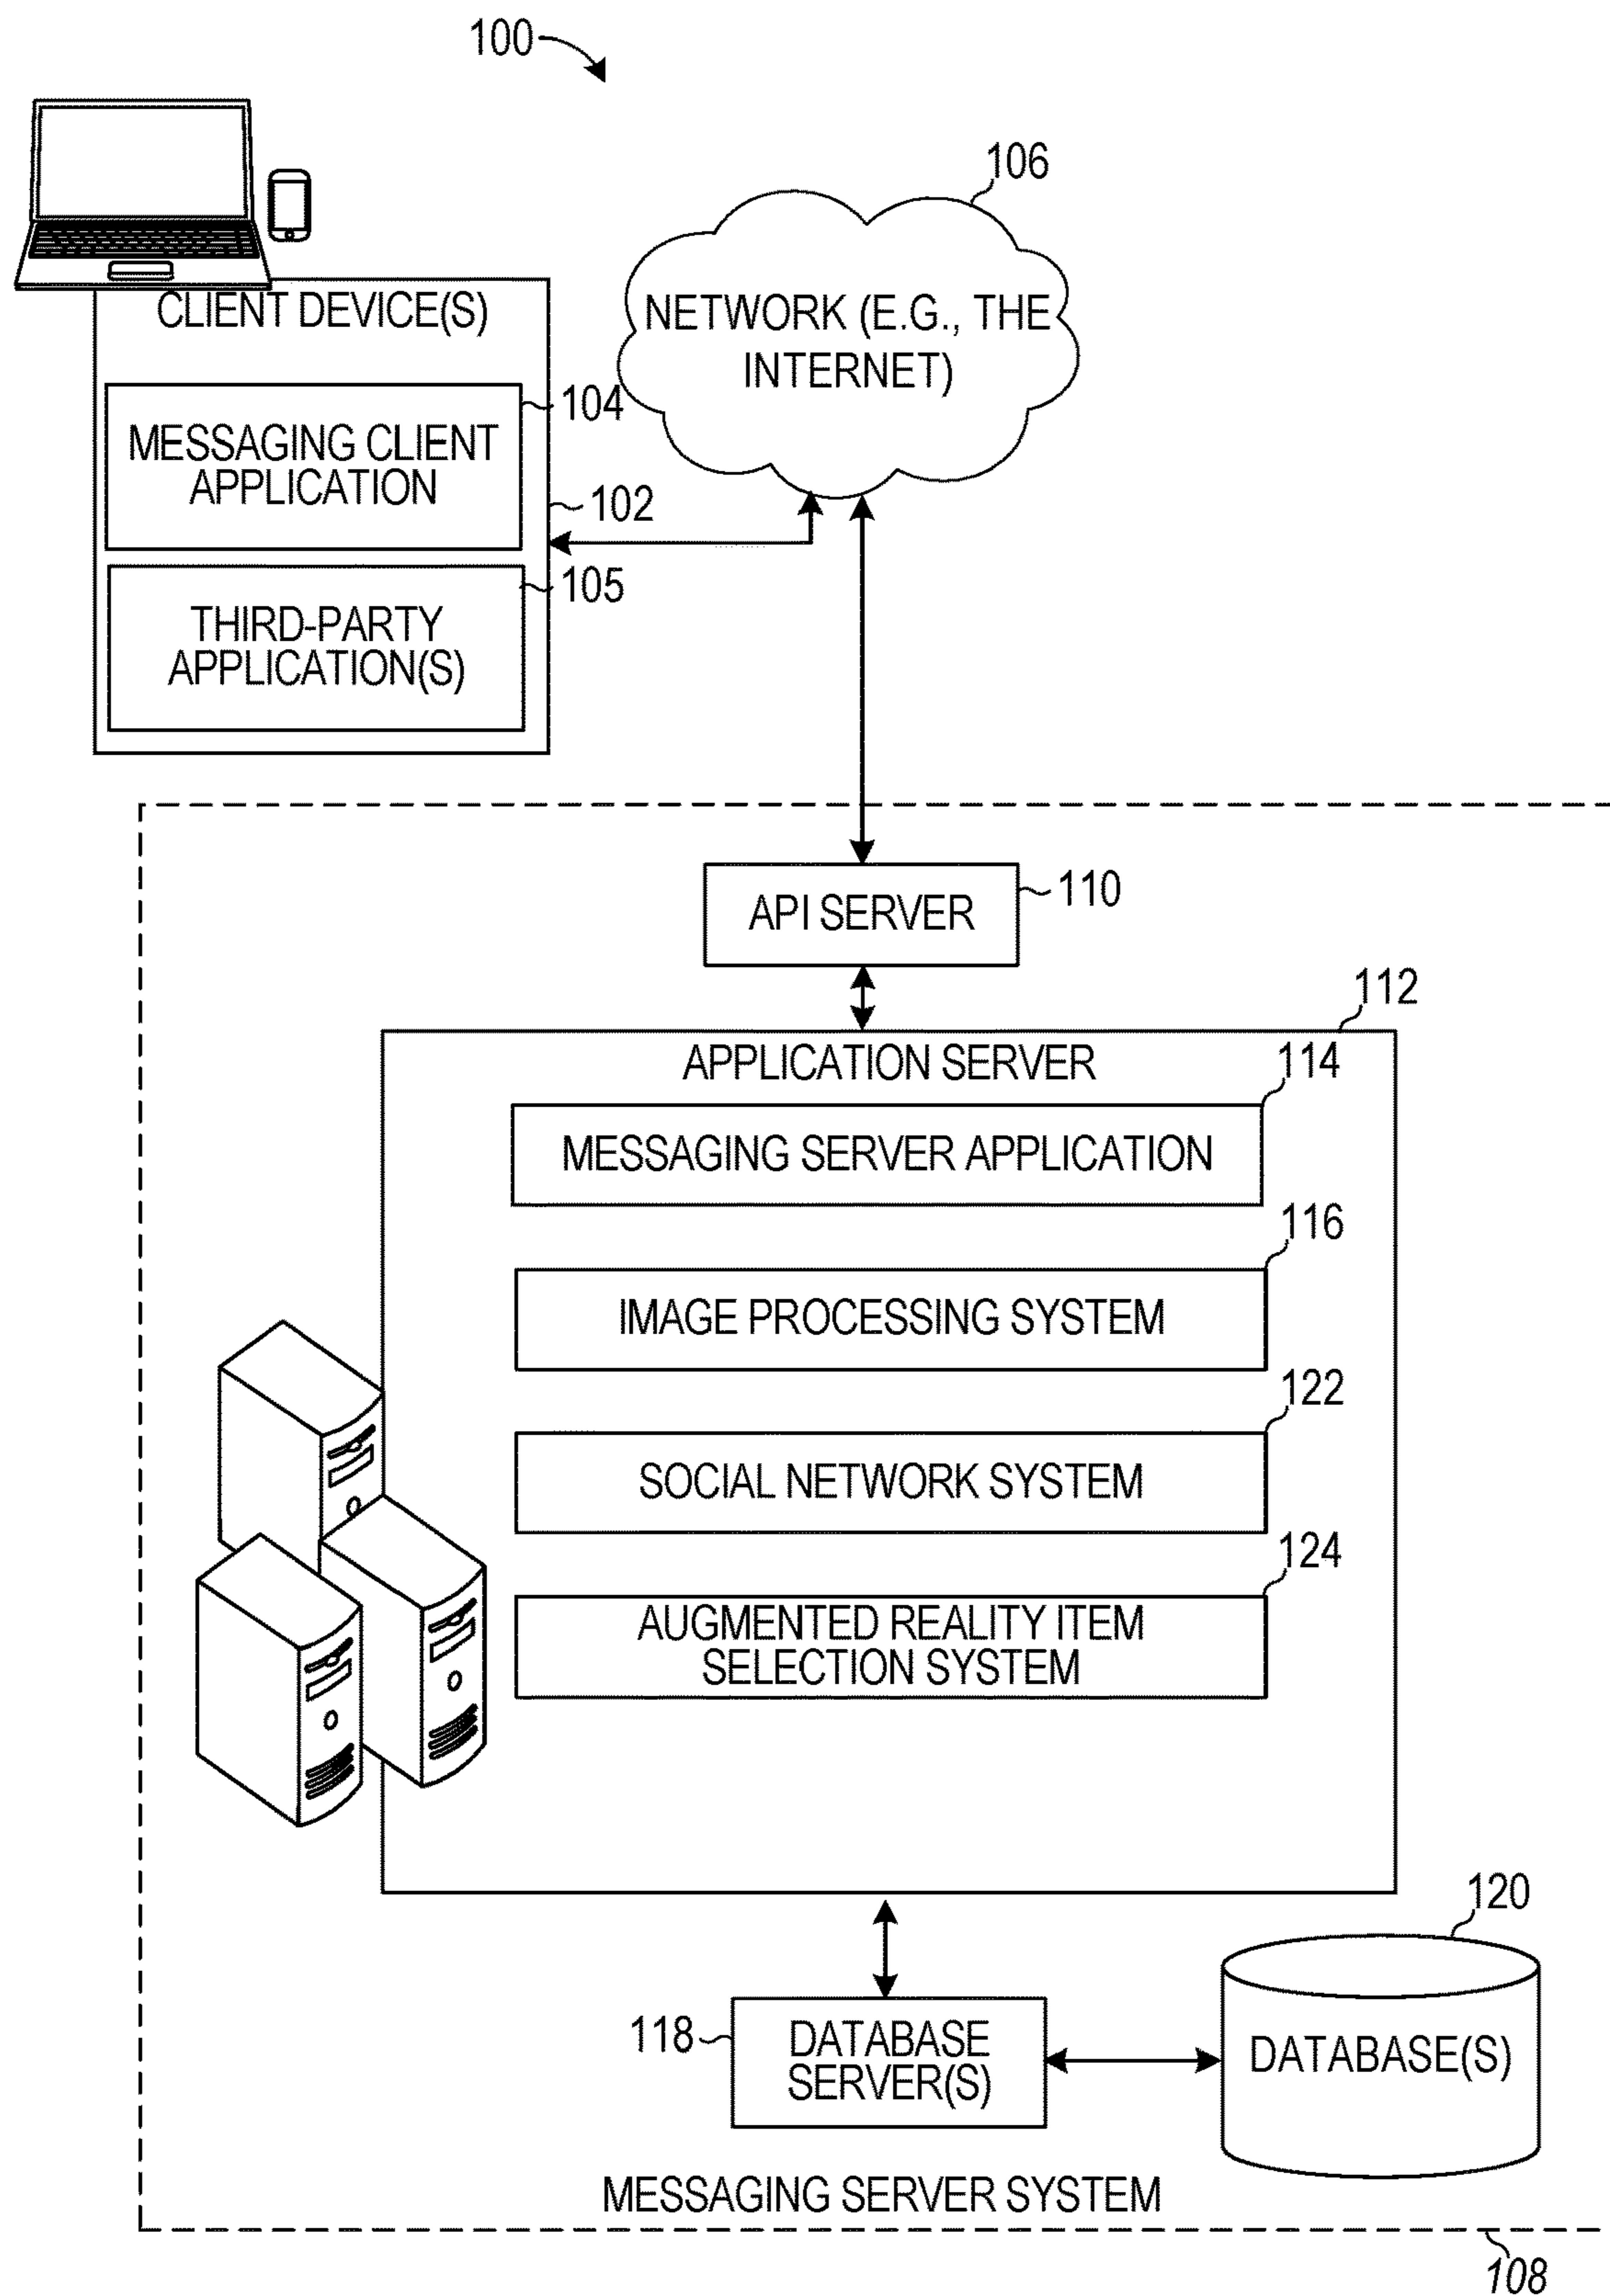 100
106
NETWORK (E.G., THE
INTERNET)
CLIENT DEVICE(S)
104
MESSAGING CLIENT
APPLICATION
102
105
THIRD-PARTY
APPLICATION(S)
API SERVER
110
112
APPLICATION SERVER
114
MESSAGING SERVER APPLICATION
116
IMAGE PROCESSING SYSTEM
122
SOCIAL NETWORK SYSTEM
124
AUGMENTED REALITY ITEM
SELECTION SYSTEM
120
118
DATABASE
SERVER(S)
DATABASE(S)
MESSAGING SERVER SYSTEM
108